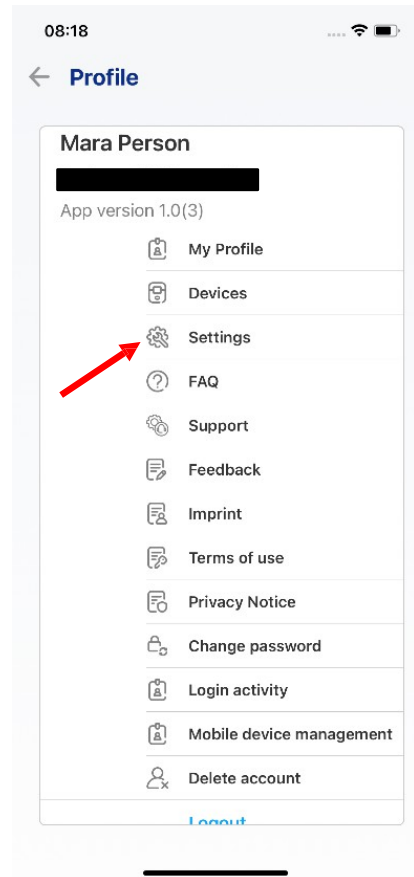 08:18
Profile
Mara Person
App version 1.0(3)
My Profile
Devices
Settings
FAQ
Support
Feedback
Imprint
Terms of use
Privacy Notice
Change password
Login activity
Mobile device management
Delete account
Logout